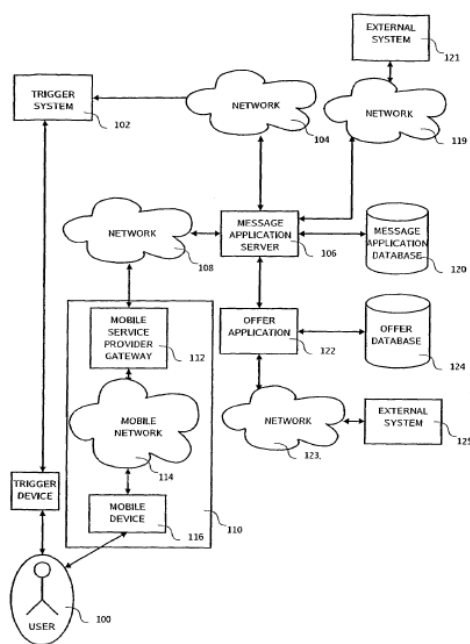 EXTERNAL
SYSTEM
121
TRIGGER
SYSTEM
102
NETWORK
104
NETWORK
119
NETWORK
108
MESSAGE
APPLICATION
SERVER
106
MESSAGE
APPLICATION
DATABASE
120
MOBILE
SERVICE
PROVIDER
GATEWAY
112
OFFER
APPLICATION
122
OFFER
DATABASE
124
MOBILE
NETWORK
114
NETWORK
123
EXTERNAL
SYSTEM
125
TRIGGER
DEVICE
MOBILE
DEVICE
116
110
USER
100